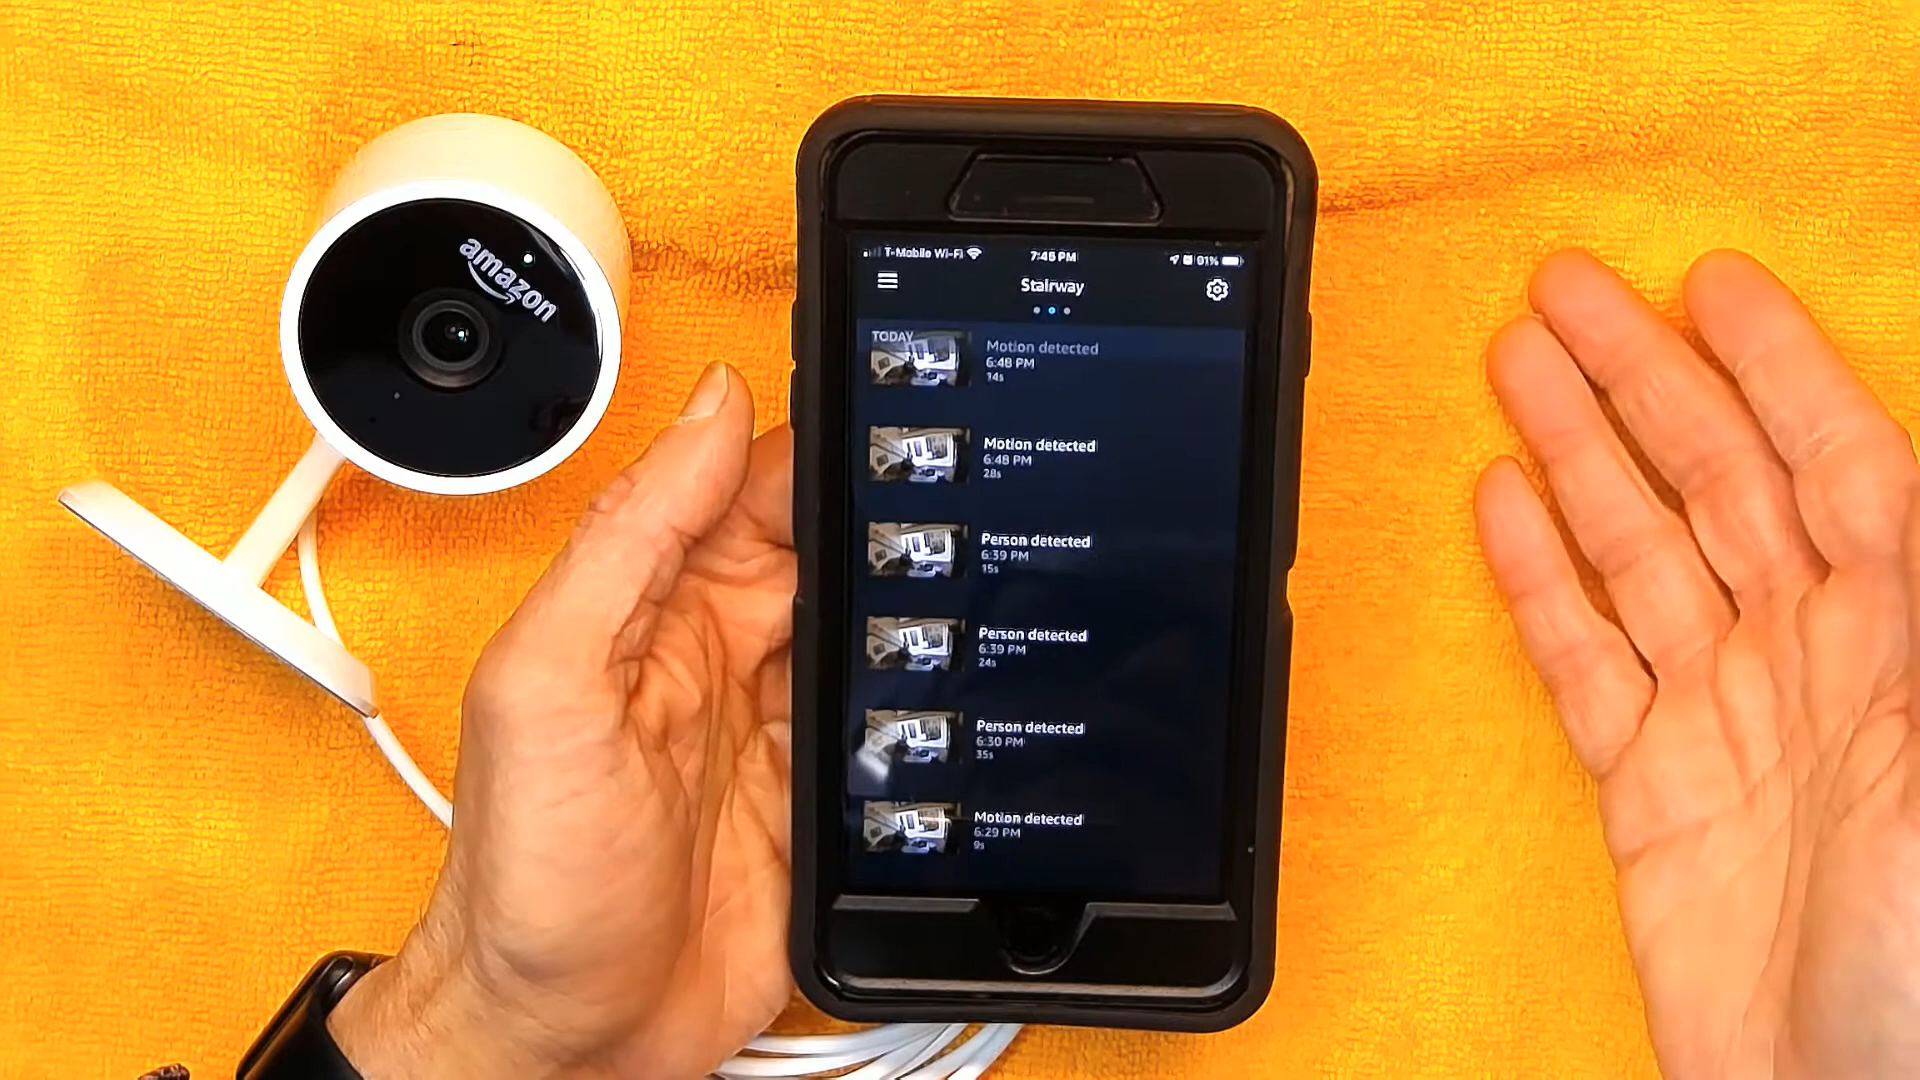 amazon
T-Mobile Wi-Fi
7:45 PM
91%
Stairway
TODAY
Motion detected
6:48 PM
14s
Motion detected
6:48 PM
28s
Person detected
6:39 PM
15s
Person detected
6:39 PM
24s
Person detected
6:30 PM
35s
Motion detected
6:29 PM
9s